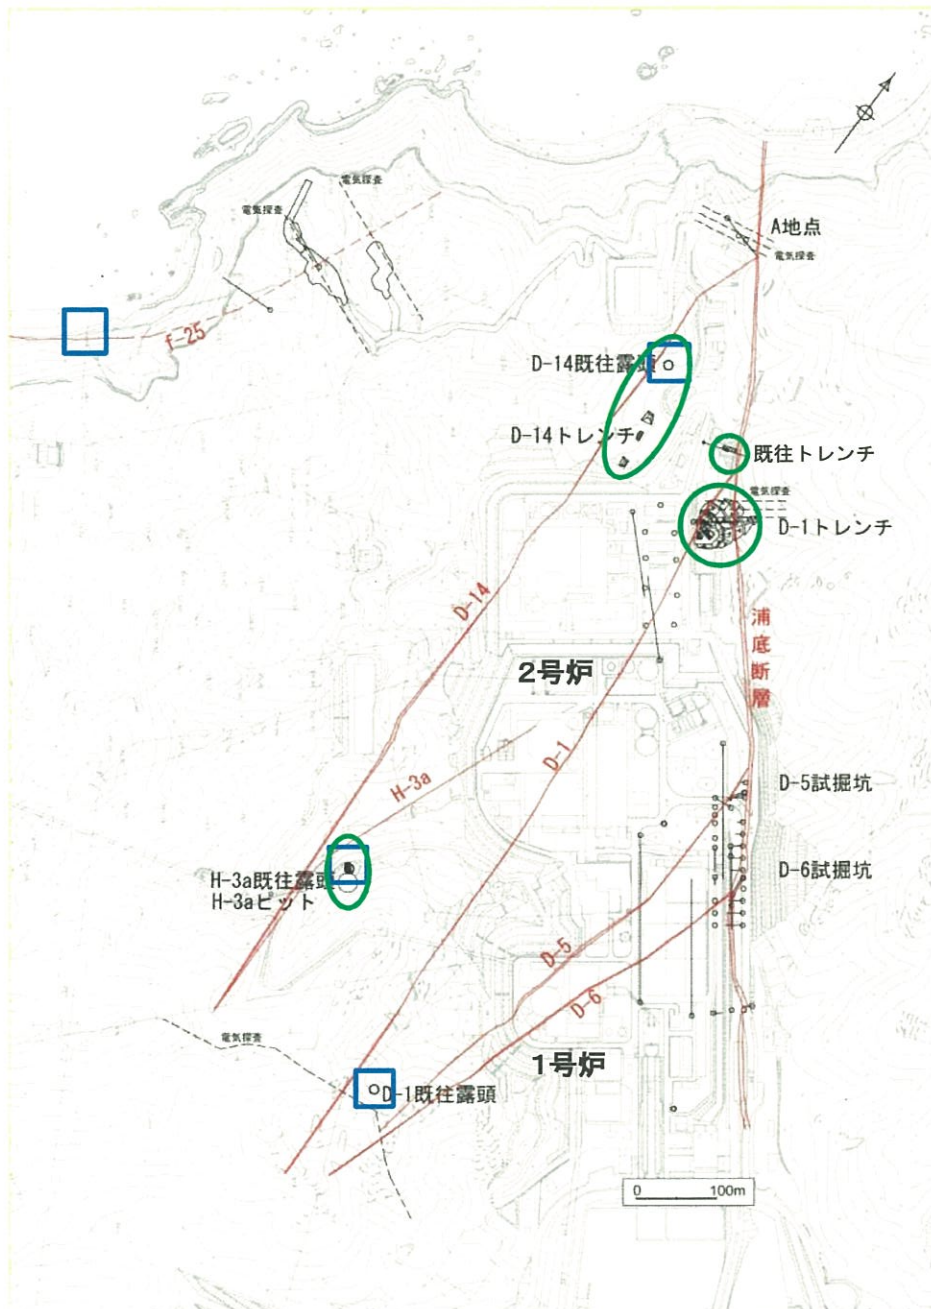 電気探査
電気探査
A地点
電気探査
f-25
D-14既往露頭
D-14トレンチ
既往トレンチ
電気探査
D-1トレンチ
D-14
浦底断層
2号炉
D-1
H-3a
D-5試掘坑
D-6試掘坑
H-3a既往露頭
H-3aピット
D-5
D-6
電気探査
1号炉
D-1既往露頭
0 100m